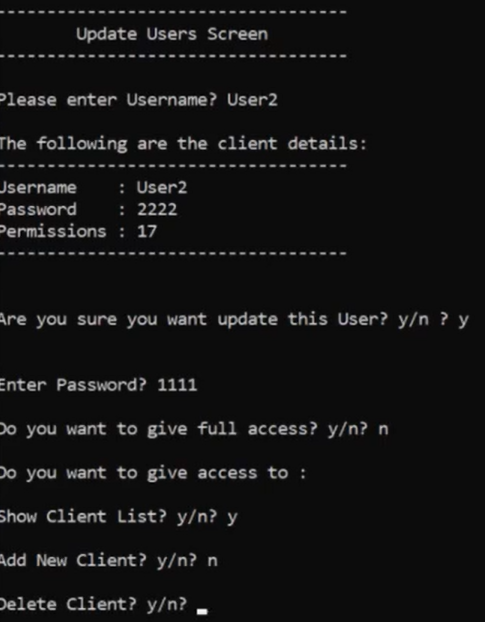 -----------------------------------
Update Users Screen
-----------------------------------
Please enter Username? User2
The following are the client details:
-----------------------------------
Username    : User2
Password    : 2222
Permissions : 17
-----------------------------------
Are you sure you want update this User? y/n ? y
Enter Password? 1111
Do you want to give full access? y/n? n
Do you want to give access to :
Show Client List? y/n? y
Add New Client? y/n? n
Delete Client? y/n?